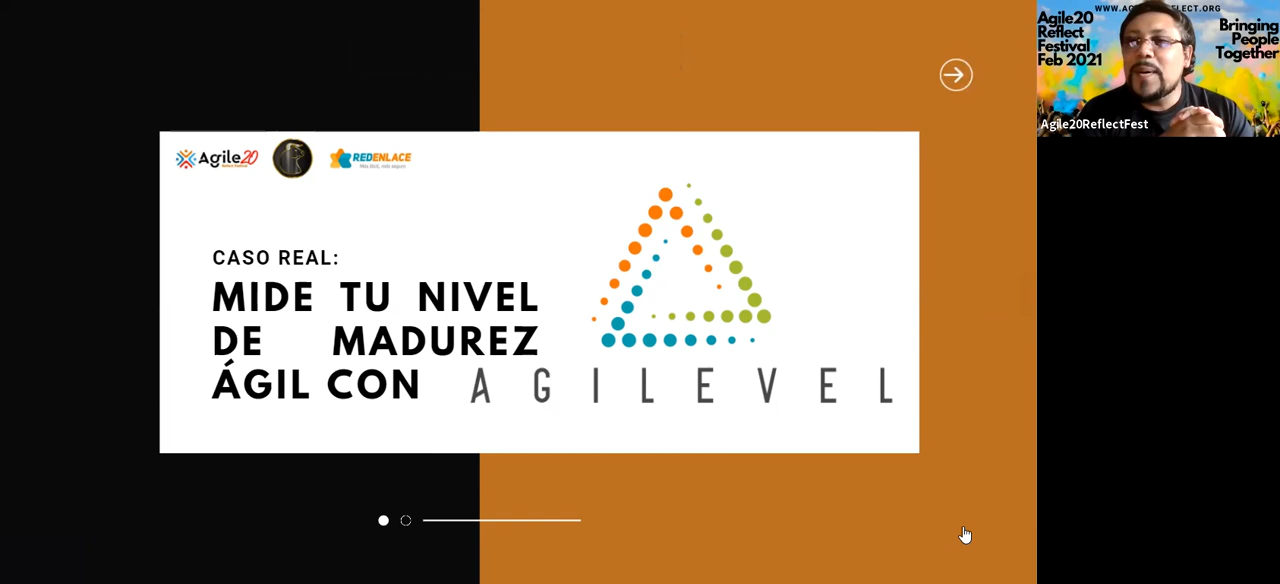 Agile20
REDENLACE
CASO REAL:
MIDE TU NIVEL
DE MADUREZ
ÁGIL CON AGILEVEL
Agile20
Reflect
Festival
Feb 2021
Bringing
People
Together
Agile20ReflectFest